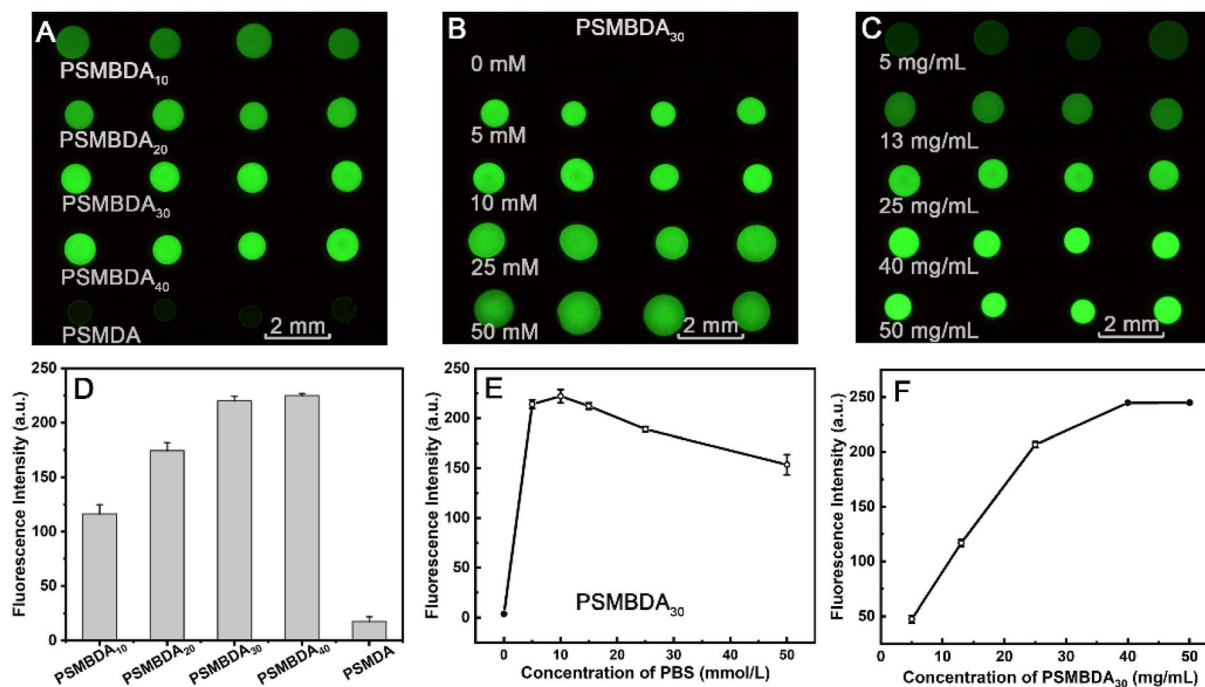 A
PSMBDA₁₀
PSMBDA₂₀
PSMBDA₃₀
PSMBDA₄₀
PSMDA
2 mm
B
PSMBDA₃₀
0 mM
5 mM
10 mM
25 mM
50 mM
2 mm
C
5 mg/mL
13 mg/mL
25 mg/mL
40 mg/mL
50 mg/mL
2 mm
D
Fluorescence Intensity (a.u.)
250
200
150
100
50
0
PSMBDA₁₀ PSMBDA₂₀ PSMBDA₃₀ PSMBDA₄₀ PSMDA
E
Fluorescence Intensity (a.u.)
250
200
150
100
50
0
PSMBDA₃₀
0 10 20 30 40 50
Concentration of PBS (mmol/L)
F
Fluorescence Intensity (a.u.)
250
200
150
100
50
0 10 20 30 40 50
Concentration of PSMBDA₃₀ (mg/mL)